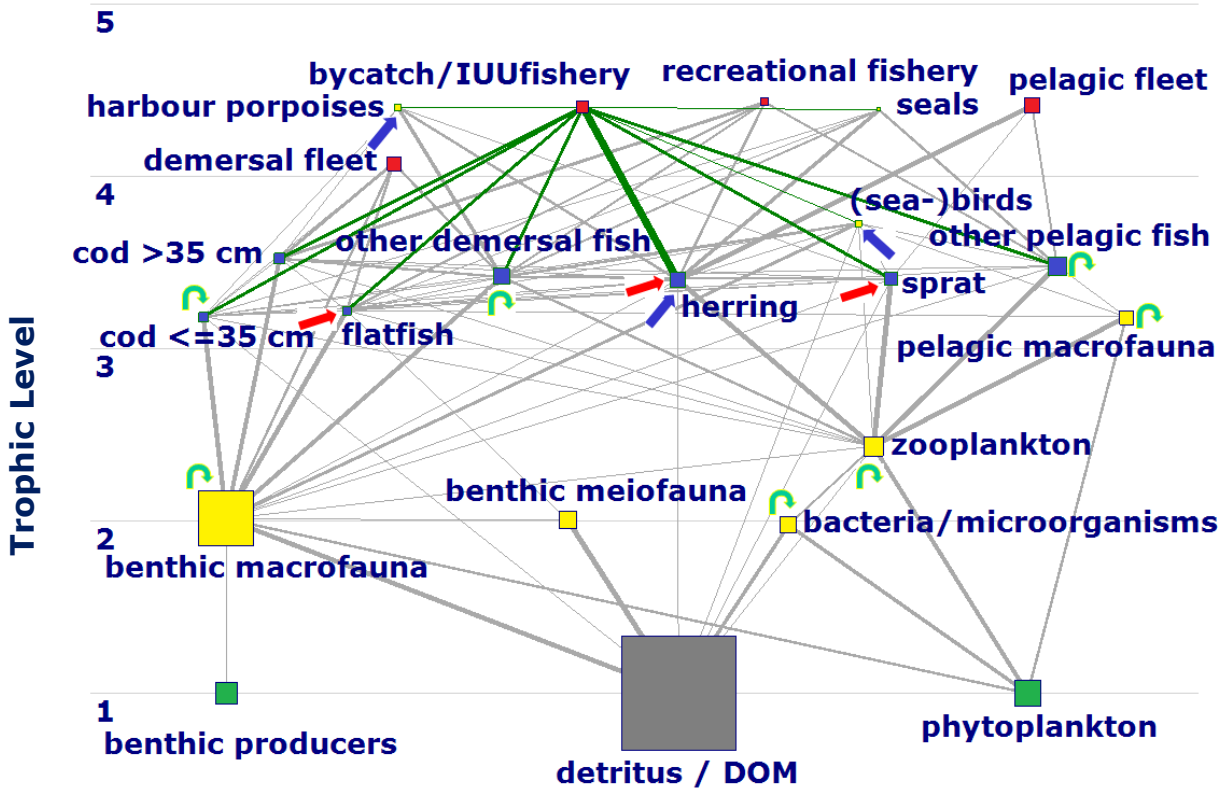 5
bycatch/IUUfishery
recreational fishery
pelagic fleet
harbour porpoises
seals
demersal fleet
4
(sea-)birds
cod >35 cm
other demersal fish
other pelagic fish
sprat
herring
cod <=35 cm
flatfish
pelagic macrofauna
3
Trophic Level
zooplankton
benthic meiofauna
bacteria/microorganisms
2
benthic macrofauna
1
phytoplankton
benthic producers
detritus / DOM